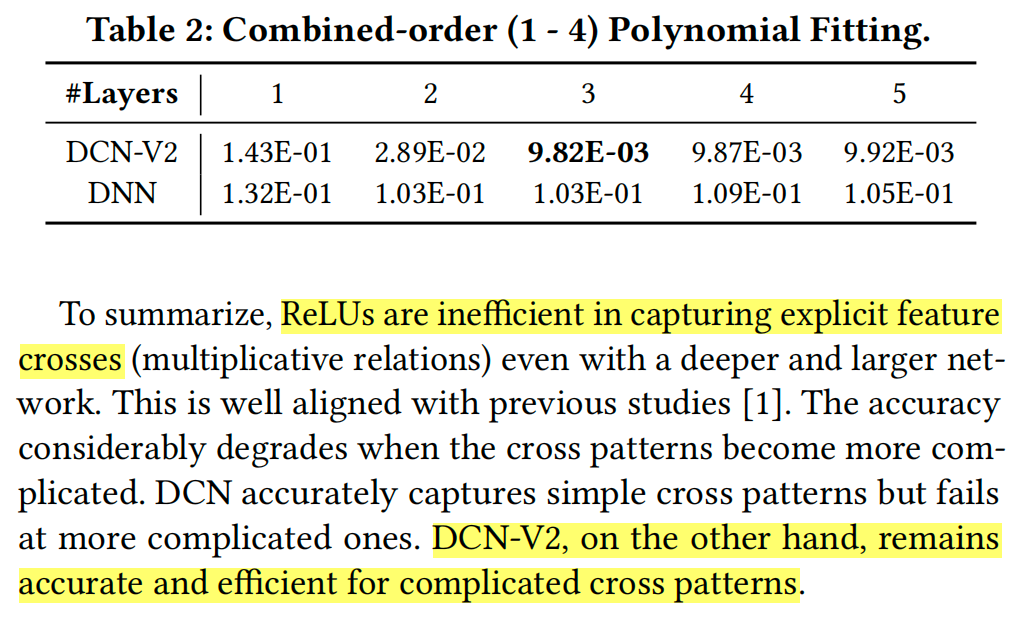 Table 2: Combined-order (1 - 4) Polynomial Fitting.
#Layers 1 2 3 4 5
DCN-V2 1.43E-01 2.89E-02 9.82E-03 9.87E-03 9.92E-03
DNN 1.32E-01 1.03E-01 1.03E-01 1.09E-01 1.05E-01
To summarize, ReLUs are inefficient in capturing explicit feature
crosses (multiplicative relations) even with a deeper and larger net-
work. This is well aligned with previous studies [1]. The accuracy
considerably degrades when the cross patterns become more com-
plicated. DCN accurately captures simple cross patterns but fails
at more complicated ones. DCN-V2, on the other hand, remains
accurate and efficient for complicated cross patterns.